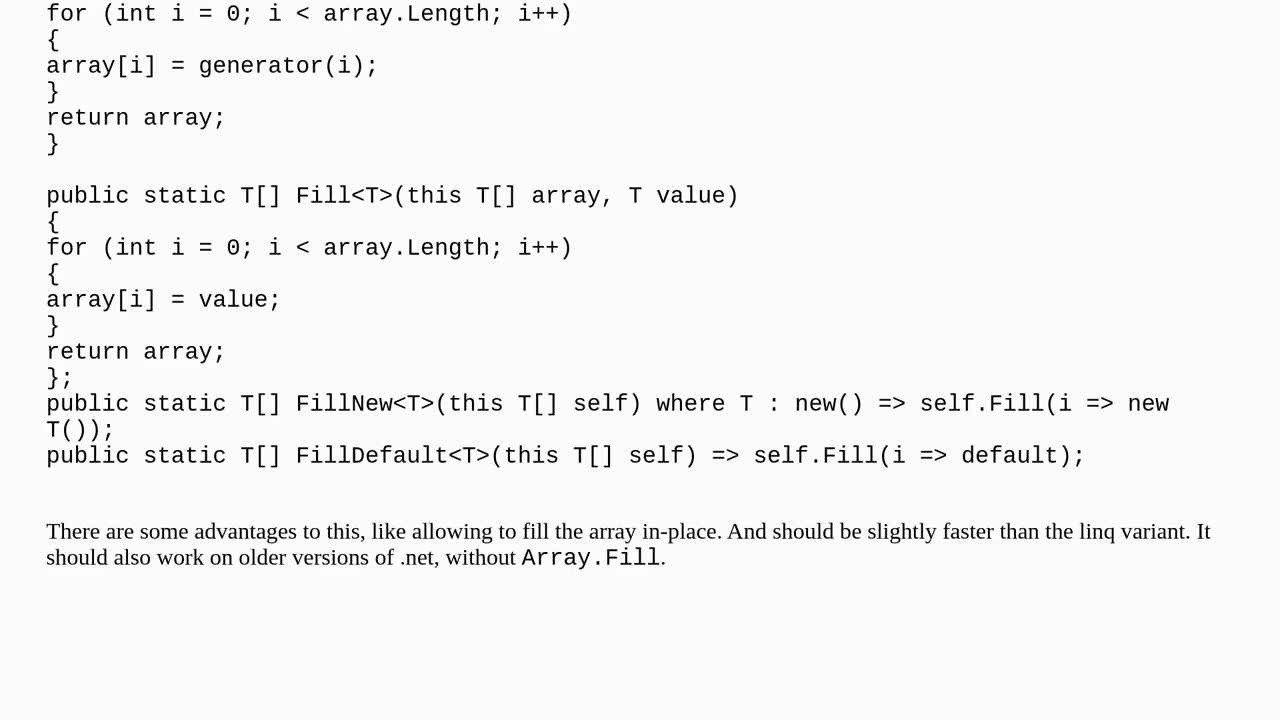 for (int i = 0; i < array.Length; i++)
{
array[i] = generator(i);
}
return array;
}

public static T[] Fill<T>(this T[] array, T value)
{
for (int i = 0; i < array.Length; i++)
{
array[i] = value;
}
return array;
};
public static T[] FillNew<T>(this T[] self) where T : new() => self.Fill(i => new
T());
public static T[] FillDefault<T>(this T[] self) => self.Fill(i => default);

There are some advantages to this, like allowing to fill the array in-place. And should be slightly faster than the linq variant. It
should also work on older versions of .net, without Array.Fill.